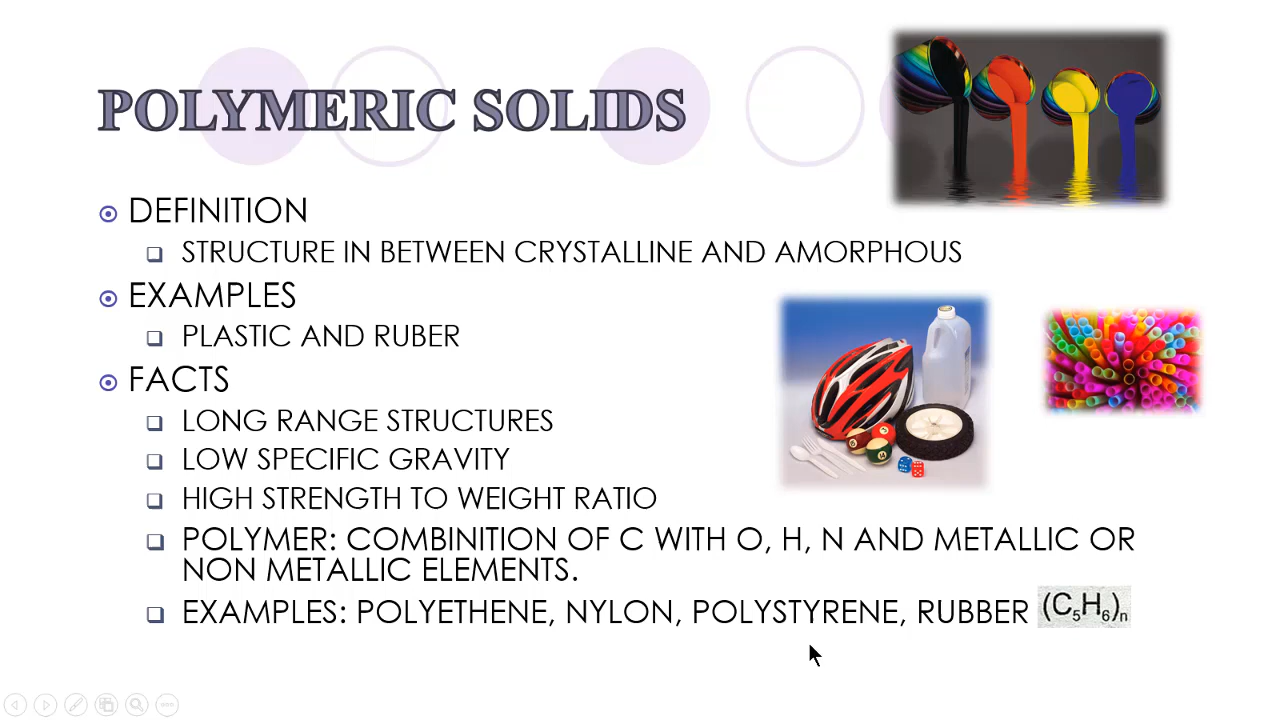 POLYMERIC SOLIDS
DEFINITION
STRUCTURE IN BETWEEN CRYSTALLINE AND AMORPHOUS
EXAMPLES
PLASTIC AND RUBER
FACTS
LONG RANGE STRUCTURES
LOW SPECIFIC GRAVITY
HIGH STRENGTH TO WEIGHT RATIO
POLYMER: COMBINITION OF C WITH O, H, N AND METALLIC OR
NON METALLIC ELEMENTS.
EXAMPLES: POLYETHENE, NYLON, POLYSTYRENE, RUBBER (C₅H₆)ₙ